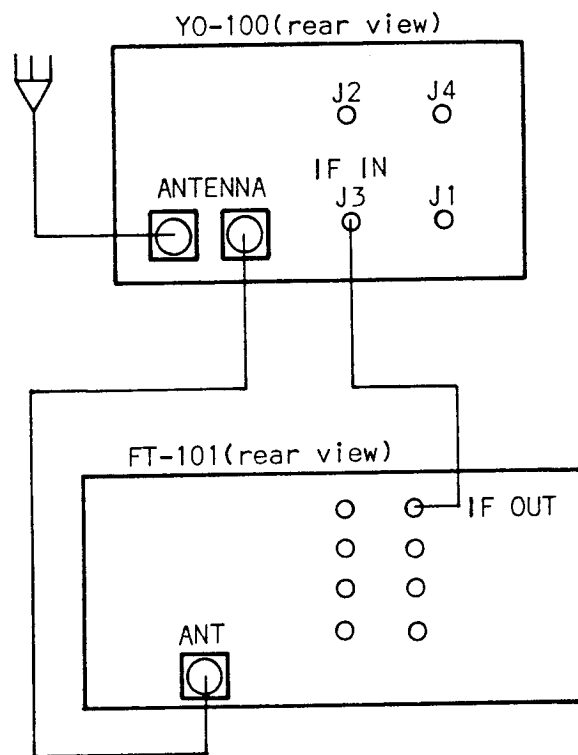 YO-100(rear view)
J2
J4
IF IN
ANTENNA
J3
J1
FT-101(rear view)
IF OUT
ANT